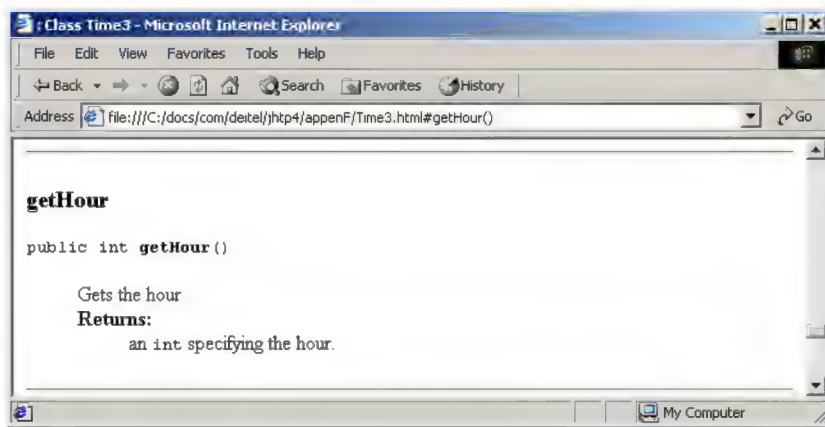 : Class Time3 - Microsoft Internet Explorer
File Edit View Favorites Tools Help
Back Search Favorites History
Address file:///C:/docs/com/deitel/jhtp4/appenF/Time3.html#getHour() Go
getHour
public int getHour()
Gets the hour
Returns:
an int specifying the hour.
My Computer